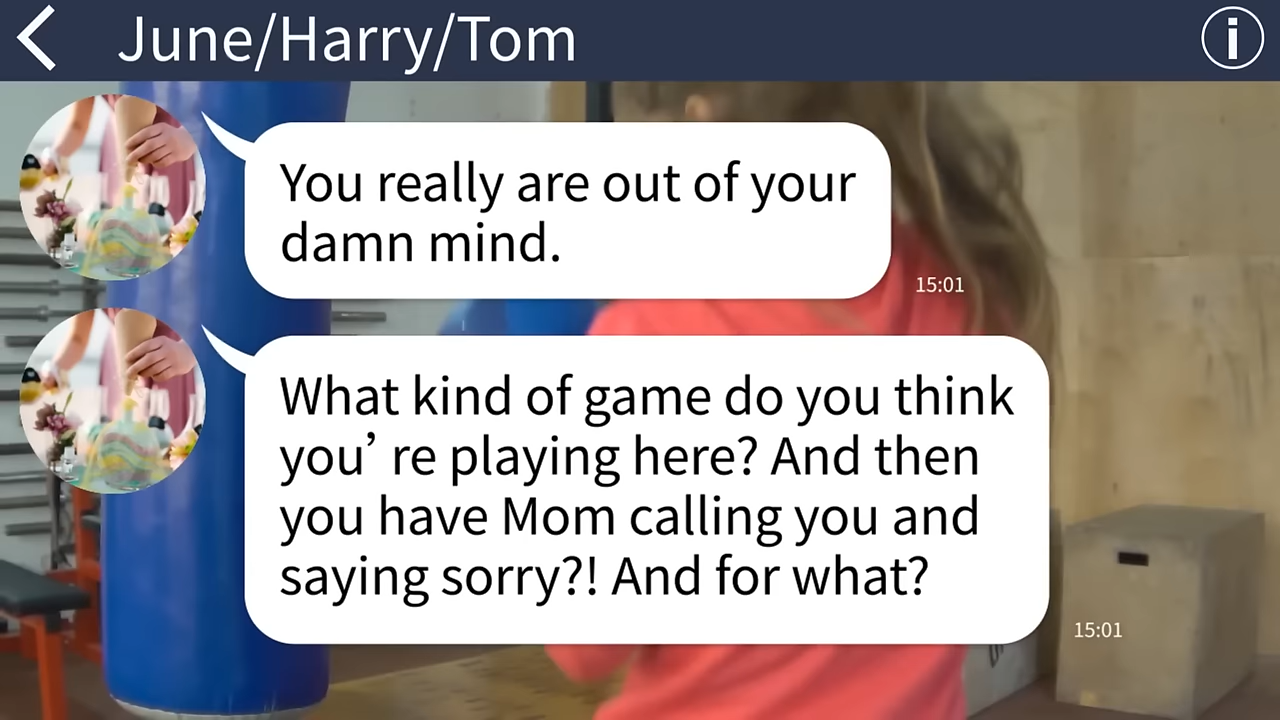 June/Harry/Tom
You really are out of your
damn mind.
15:01
What kind of game do you think
you’ re playing here? And then
you have Mom calling you and
saying sorry?! And for what?
15:01